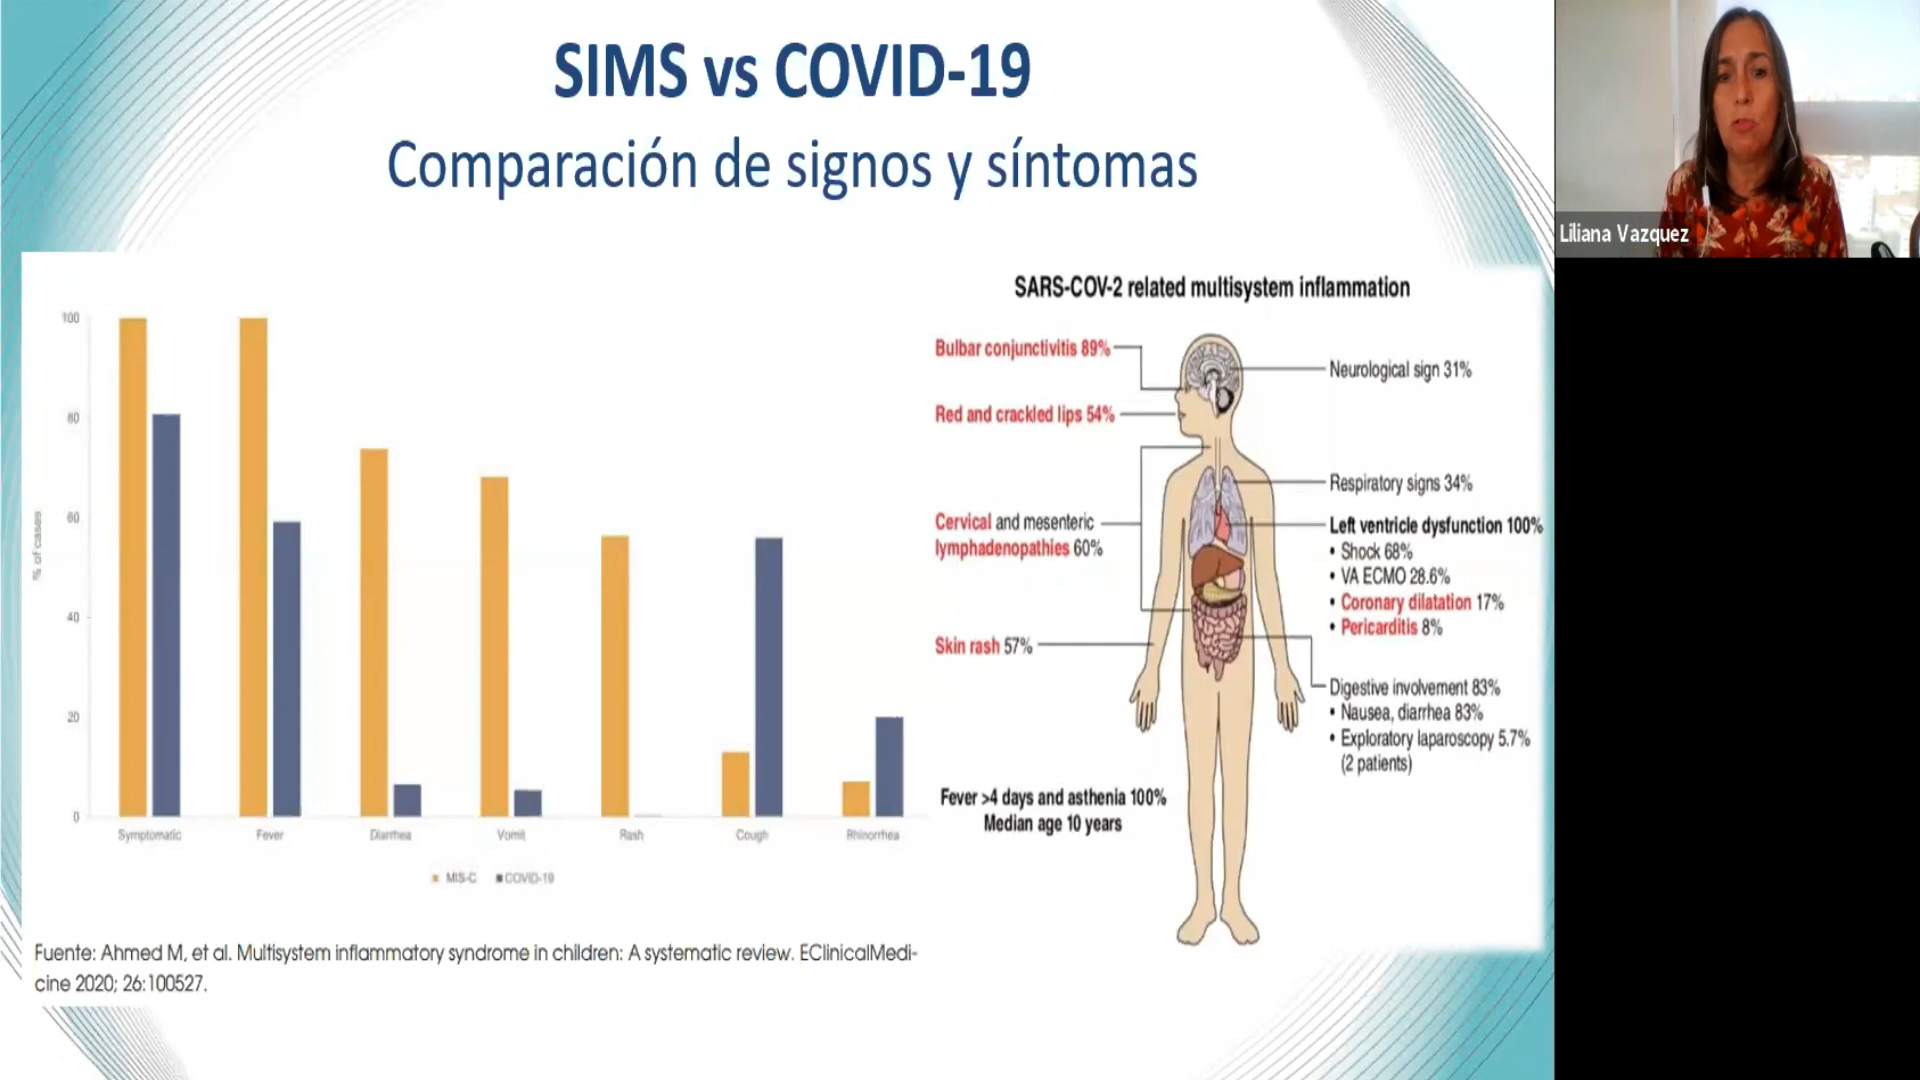 SIMS vs COVID-19
Comparación de signos y síntomas
Liliana Vazquez
100
80
60
40
20
0
% of cases
Symptomatic
Fever
Diarrhea
Vomit
Rash
Cough
Rhinorrhea
MIS-C
COVID-19
SARS-COV-2 related multisystem inflammation
Bulbar conjunctivitis 89%
Red and crackled lips 54%
Cervical and mesenteric
lymphadenopathies 60%
Skin rash 57%
Fever >4 days and asthenia 100%
Median age 10 years
Neurological sign 31%
Respiratory signs 34%
Left ventricle dysfunction 100%
• Shock 68%
• VA ECMO 28.6%
• Coronary dilatation 17%
• Pericarditis 8%
Digestive involvement 83%
• Nausea, diarrhea 83%
• Exploratory laparoscopy 5.7%
(2 patients)
Fuente: Ahmed M, et al. Multisystem inflammatory syndrome in children: A systematic review. EClinicalMedi-
cine 2020; 26:100527.